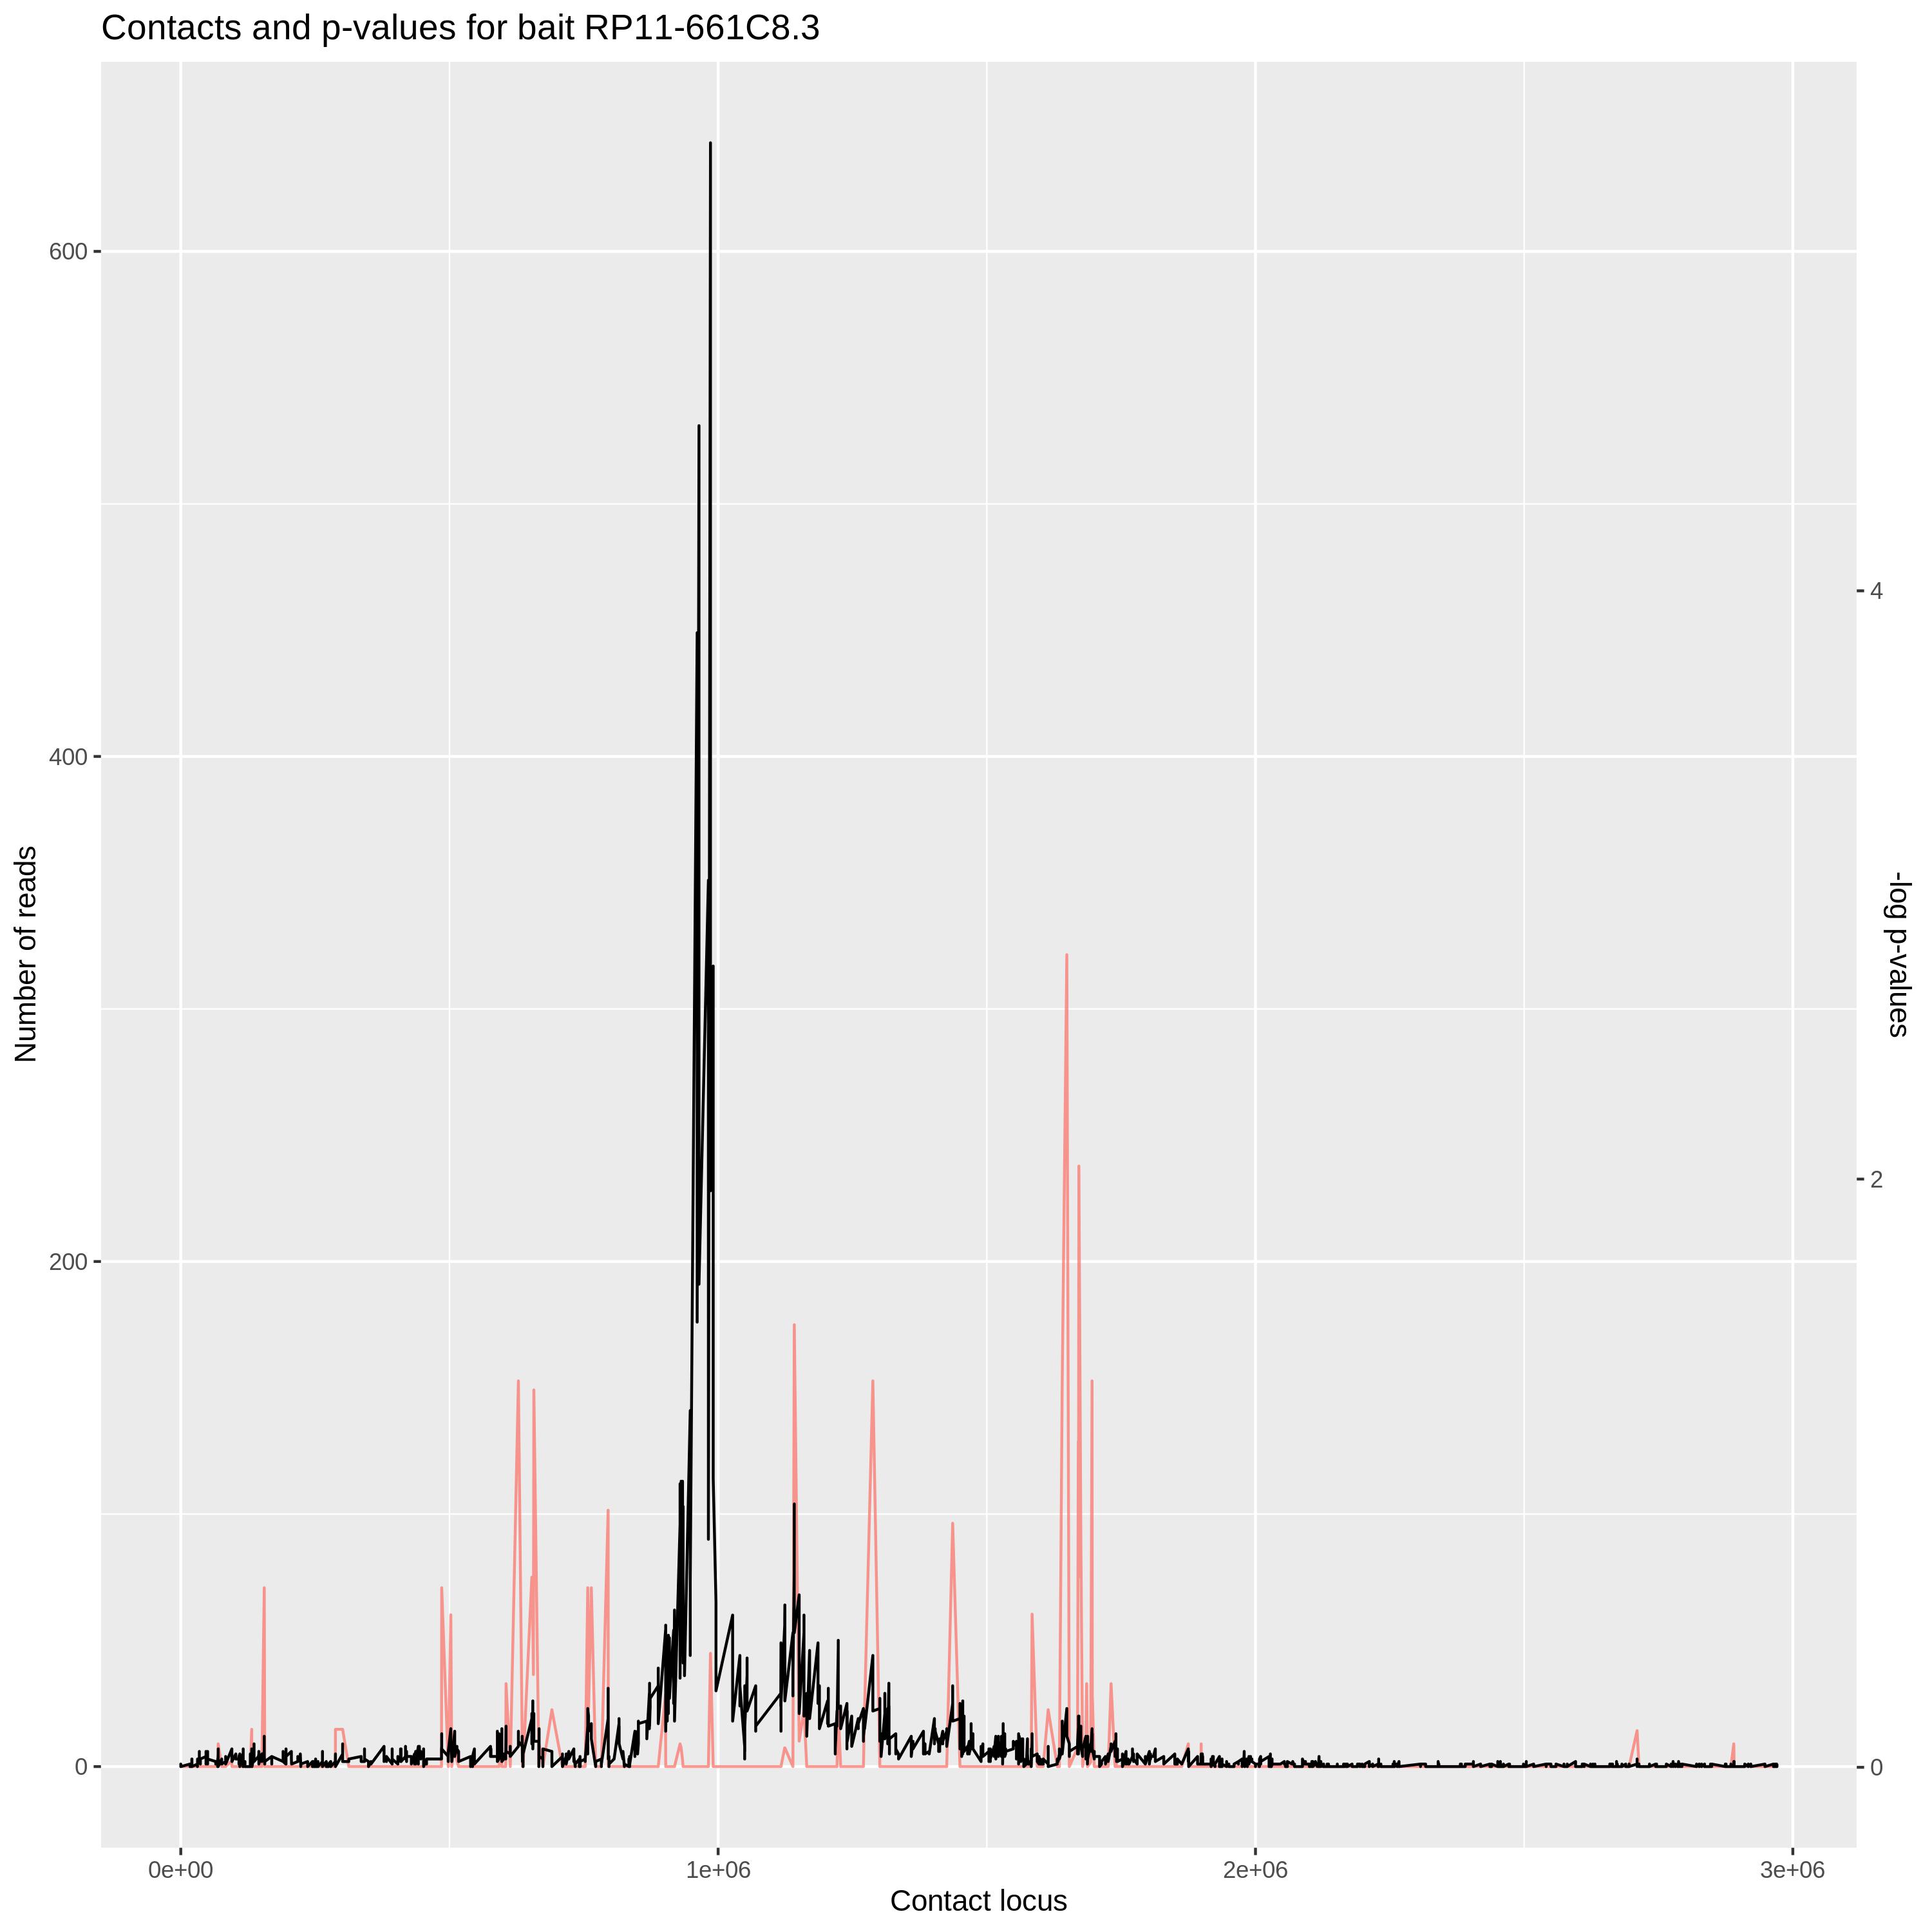 Contacts and p-values for bait RP11-661C8.3
600
400
200
0
Number of reads
4
2
0
-log p-values
0e+00
1e+06
2e+06
3e+06
Contact locus